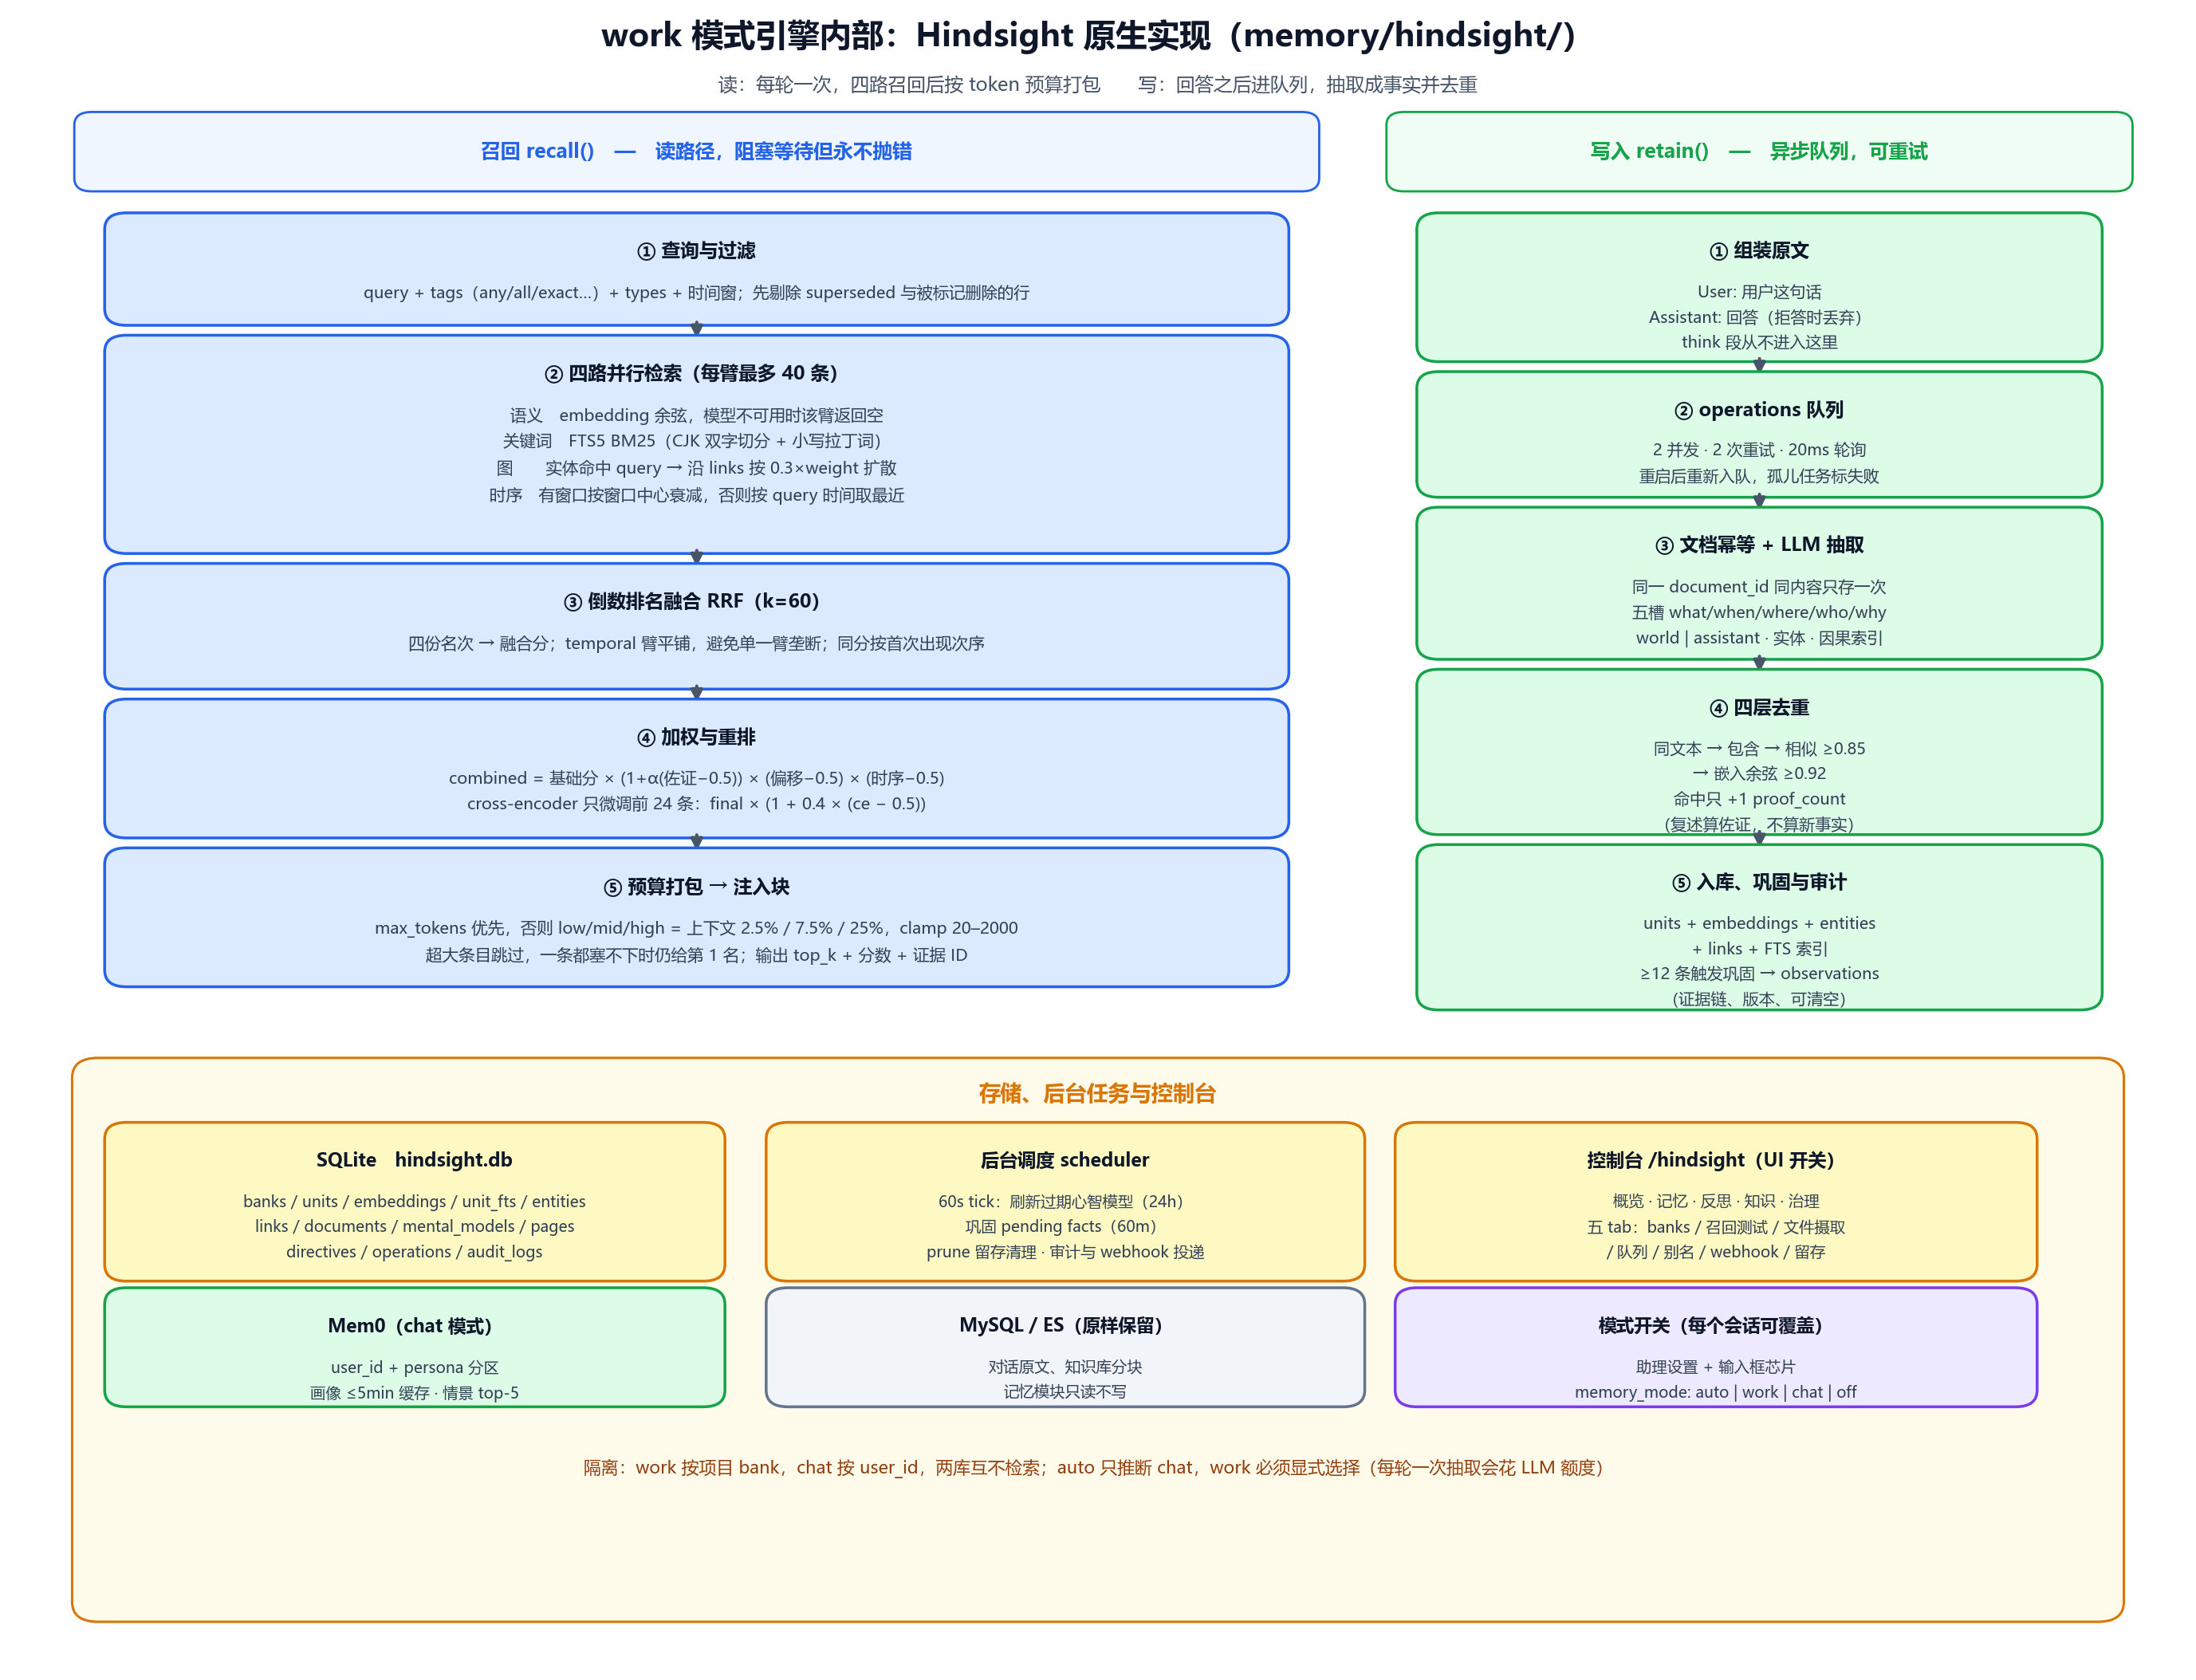 work 模式引擎内部：Hindsight 原生实现（memory/hindsight/）
读：每轮一次，四路召回后按 token 预算打包　　写：回答之后进队列，抽取成事实并去重
召回 recall()　—　读路径，阻塞等待但永不抛错
① 查询与过滤
query + tags（any/all/exact…）+ types + 时间窗；先剔除 superseded 与被标记删除的行
② 四路并行检索（每臂最多 40 条）
语义　embedding 余弦，模型不可用时该臂返回空
关键词　FTS5 BM25（CJK 双字切分 + 小写拉丁词）
图　　实体命中 query → 沿 links 按 0.3×weight 扩散
时序　有窗口按窗口中心衰减，否则按 query 时间取最近
③ 倒数排名融合 RRF（k=60）
四份名次 → 融合分；temporal 臂平铺，避免单一臂垄断；同分按首次出现次序
④ 加权与重排
combined = 基础分 × (1+α(佐证−0.5)) × (偏移−0.5) × (时序−0.5)
cross-encoder 只微调前 24 条：final × (1 + 0.4 × (ce − 0.5))
⑤ 预算打包 → 注入块
max_tokens 优先，否则 low/mid/high = 上下文 2.5% / 7.5% / 25%，clamp 20–2000
超大条目跳过，一条都塞不下时仍给第 1 名；输出 top_k + 分数 + 证据 ID
写入 retain()　—　异步队列，可重试
① 组装原文
User: 用户这句话
Assistant: 回答（拒答时丢弃）
think 段从不进入这里
② operations 队列
2 并发 · 2 次重试 · 20ms 轮询
重启后重新入队，孤儿任务标失败
③ 文档幂等 + LLM 抽取
同一 document_id 同内容只存一次
五槽 what/when/where/who/why
world | assistant · 实体 · 因果索引
④ 四层去重
同文本 → 包含 → 相似 ≥0.85
→ 嵌入余弦 ≥0.92
命中只 +1 proof_count
(复述算佐证，不算新事实)
⑤ 入库、巩固与审计
units + embeddings + entities
+ links + FTS 索引
≥12 条触发巩固 → observations
(证据链、版本、可清空)
存储、后台任务与控制台
SQLite　hindsight.db
banks / units / embeddings / unit_fts / entities
links / documents / mental_models / pages
directives / operations / audit_logs
后台调度 scheduler
60s tick：刷新过期心智模型（24h）
巩固 pending facts（60m）
prune 留存清理 · 审计与 webhook 投递
控制台 /hindsight（UI 开关）
概览 · 记忆 · 反思 · 知识 · 治理
五 tab：banks / 召回测试 / 文件摄取
/ 队列 / 别名 / webhook / 留存
Mem0（chat 模式）
user_id + persona 分区
画像 ≤5min 缓存 · 情景 top-5
MySQL / ES（原样保留）
对话原文、知识库分块
记忆模块只读不写
模式开关（每个会话可覆盖）
助理设置 + 输入框芯片
memory_mode: auto | work | chat | off
隔离：work 按项目 bank，chat 按 user_id，两库互不检索；auto 只推断 chat，work 必须显式选择（每轮一次抽取会花 LLM 额度）